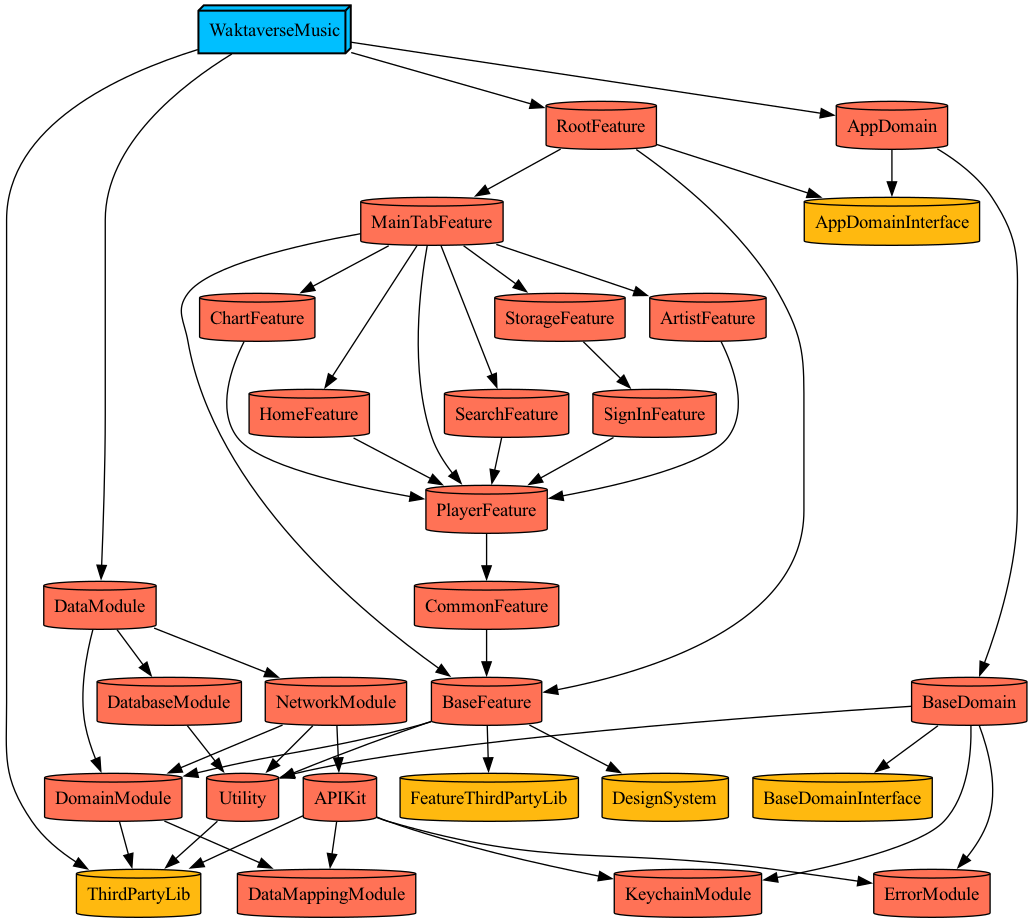 WaktaverseMusic
RootFeature
AppDomain
MainTabFeature
AppDomainInterface
ChartFeature
StorageFeature
ArtistFeature
HomeFeature
SearchFeature
SignInFeature
PlayerFeature
DataModule
CommonFeature
DatabaseModule
NetworkModule
BaseFeature
BaseDomain
DomainModule
Utility
APIKit
FeatureThirdPartyLib
DesignSystem
BaseDomainInterface
ThirdPartyLib
DataMappingModule
KeychainModule
ErrorModule